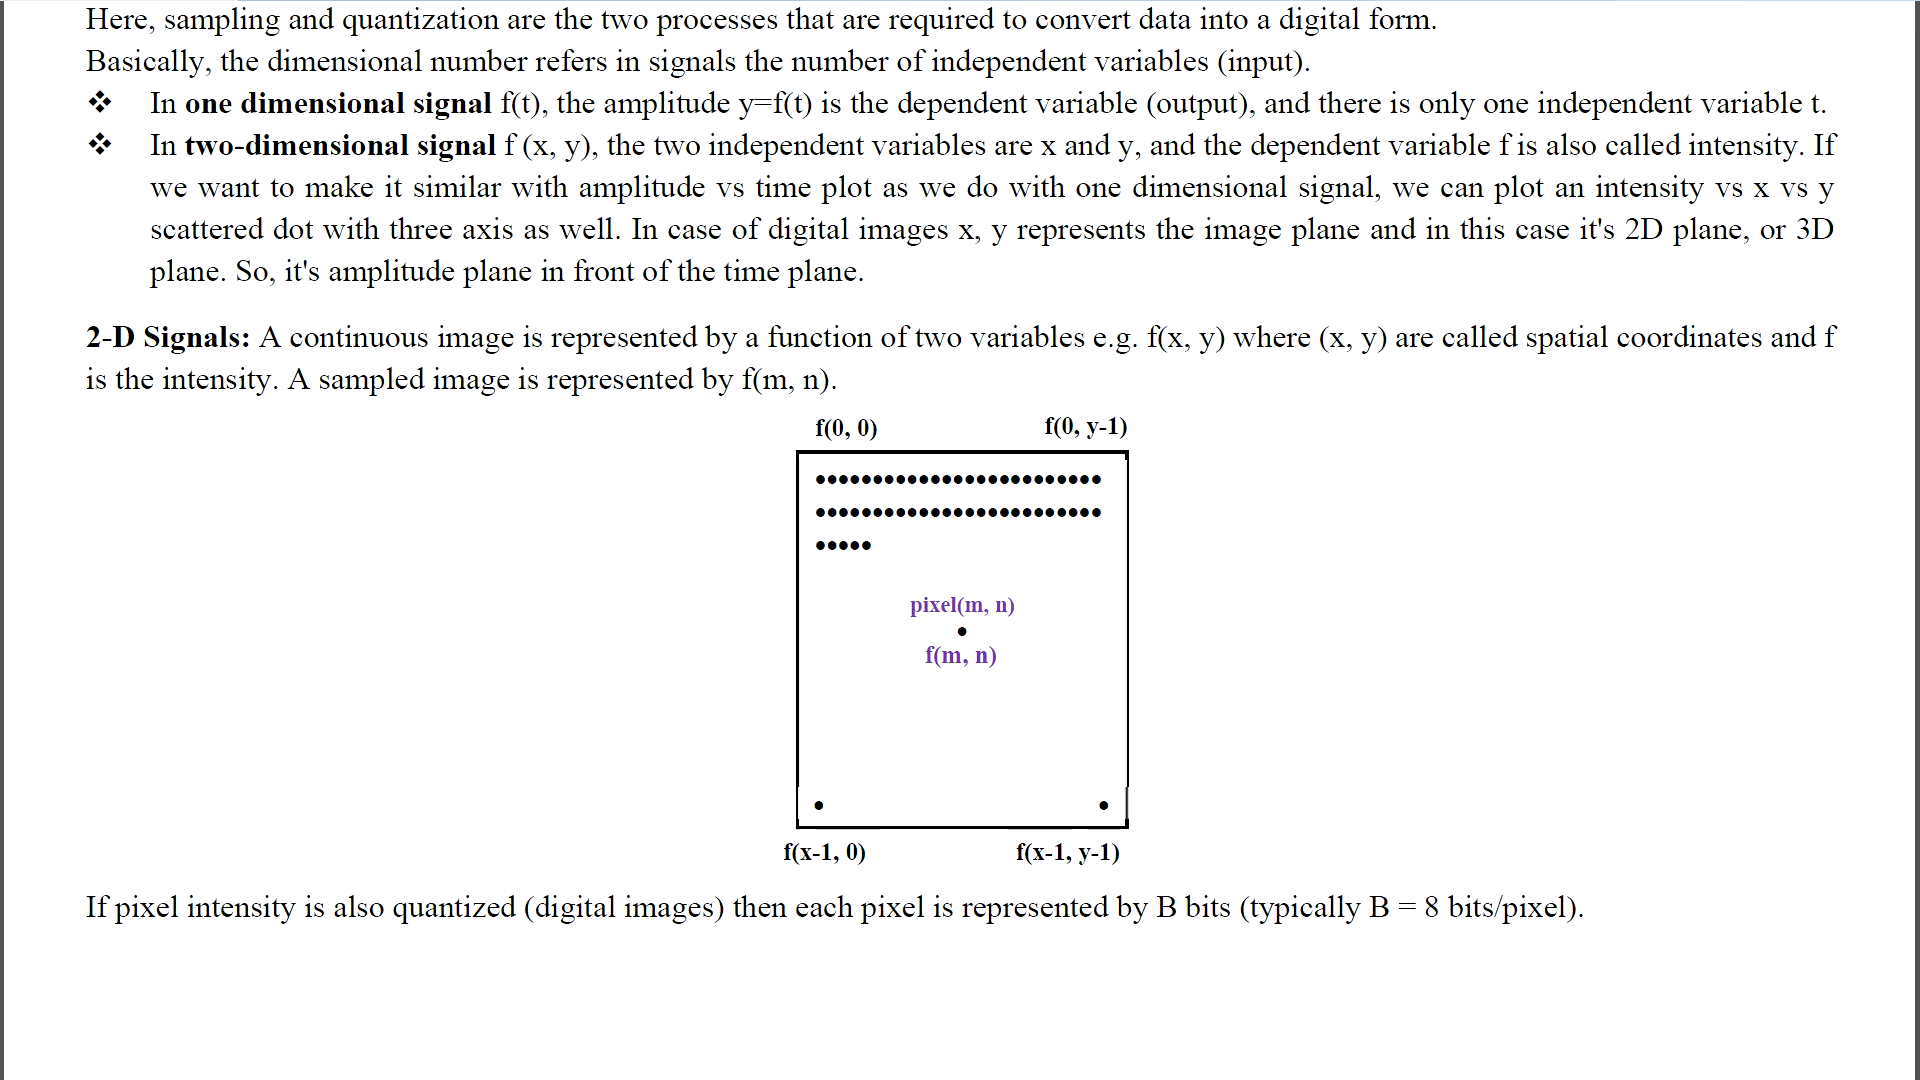 Here, sampling and quantization are the two processes that are required to convert data into a digital form.
Basically, the dimensional number refers in signals the number of independent variables (input).
❖ In one dimensional signal f(t), the amplitude y=f(t) is the dependent variable (output), and there is only one independent variable t.
❖ In two-dimensional signal f (x, y), the two independent variables are x and y, and the dependent variable f is also called intensity. If
we want to make it similar with amplitude vs time plot as we do with one dimensional signal, we can plot an intensity vs x vs y
scattered dot with three axis as well. In case of digital images x, y represents the image plane and in this case it's 2D plane, or 3D
plane. So, it's amplitude plane in front of the time plane.
2-D Signals: A continuous image is represented by a function of two variables e.g. f(x, y) where (x, y) are called spatial coordinates and f
is the intensity. A sampled image is represented by f(m, n).
f(0, 0) f(0, y-1)
pixel(m, n)
f(m, n)
f(x-1, 0) f(x-1, y-1)
If pixel intensity is also quantized (digital images) then each pixel is represented by B bits (typically B = 8 bits/pixel).